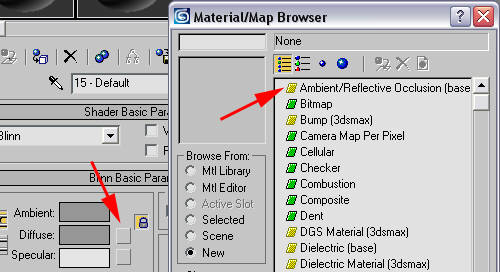 Material/Map Browser
None
15 - Default
Shader Basic Para
Blinn
Blinn Basic Para
Ambient:
Diffuse:
Specular:
Browse From:
Mtl Library
Mtl Editor
Active Slot
Selected
Scene
New
Ambient/Reflective Occlusion (base
Bitmap
Bump (3dsmax)
Camera Map Per Pixel
Cellular
Checker
Combustion
Composite
Dent
DGS Material (3dsmax)
Dielectric (base)
Dielectric Material (3dsmax)